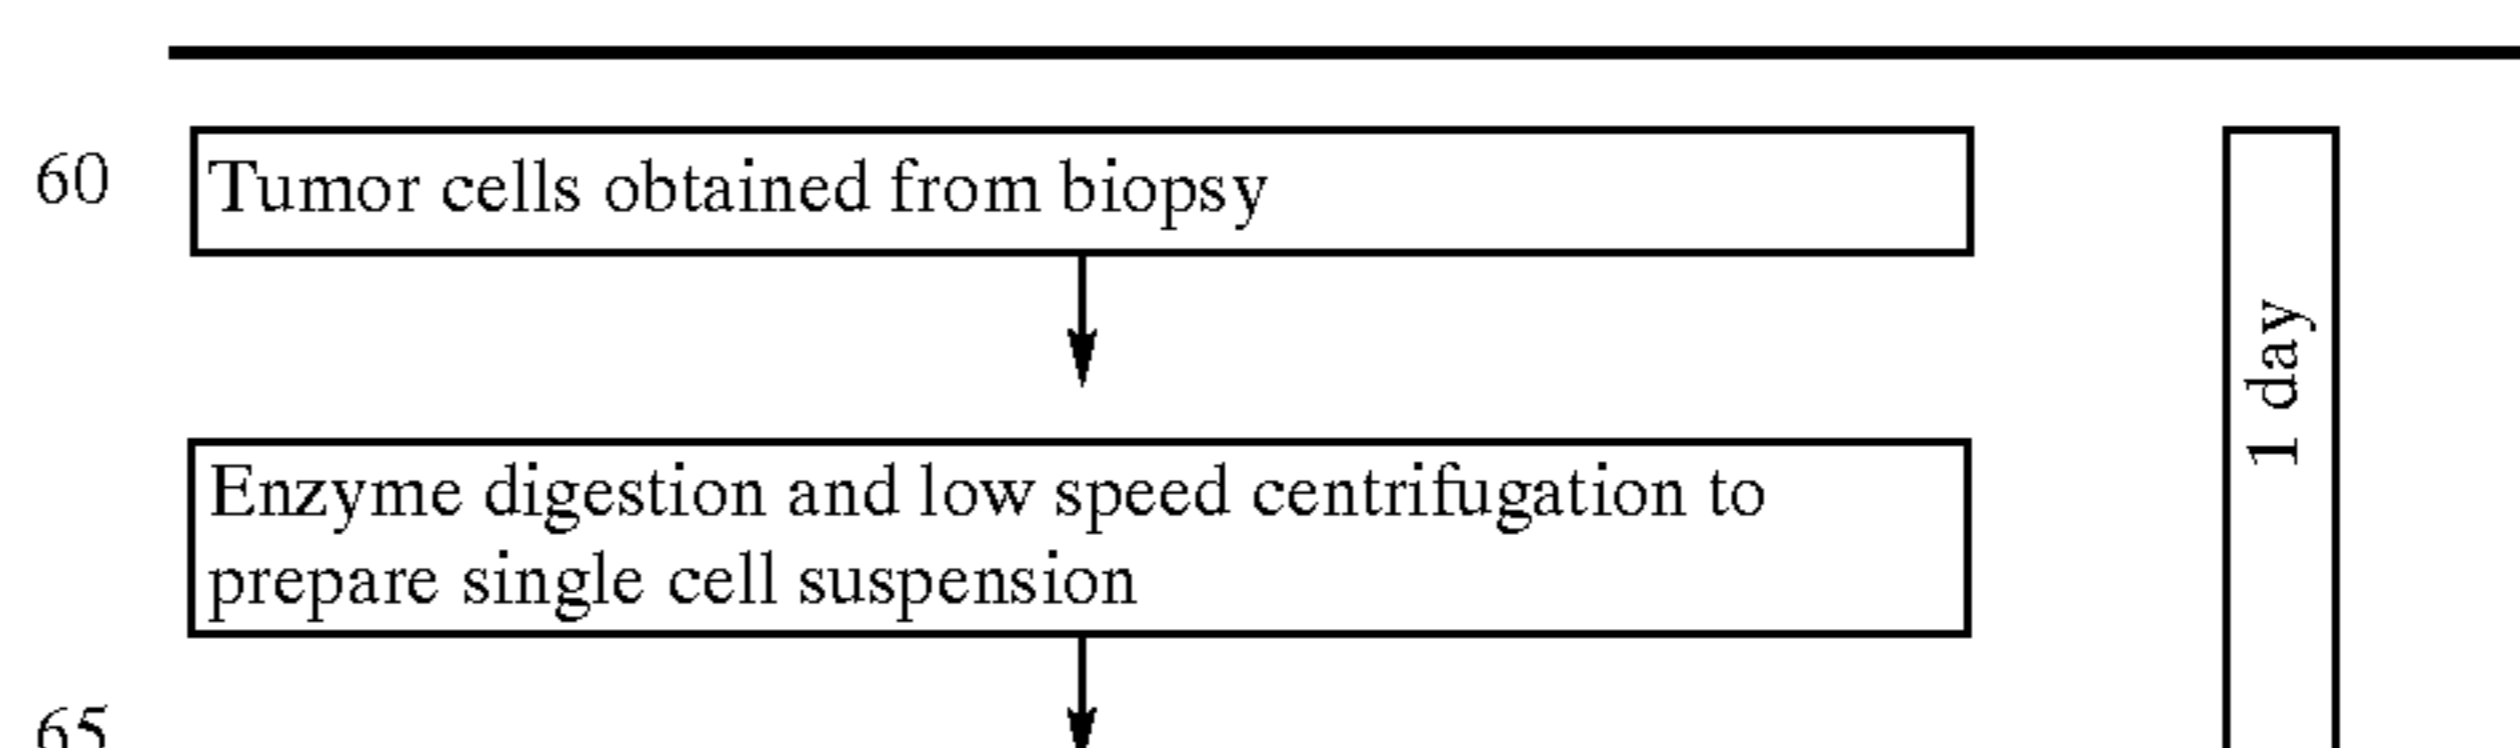 60
Tumor cells obtained from biopsy
1 day
Enzyme digestion and low speed centrifugation to
prepare single cell suspension
65